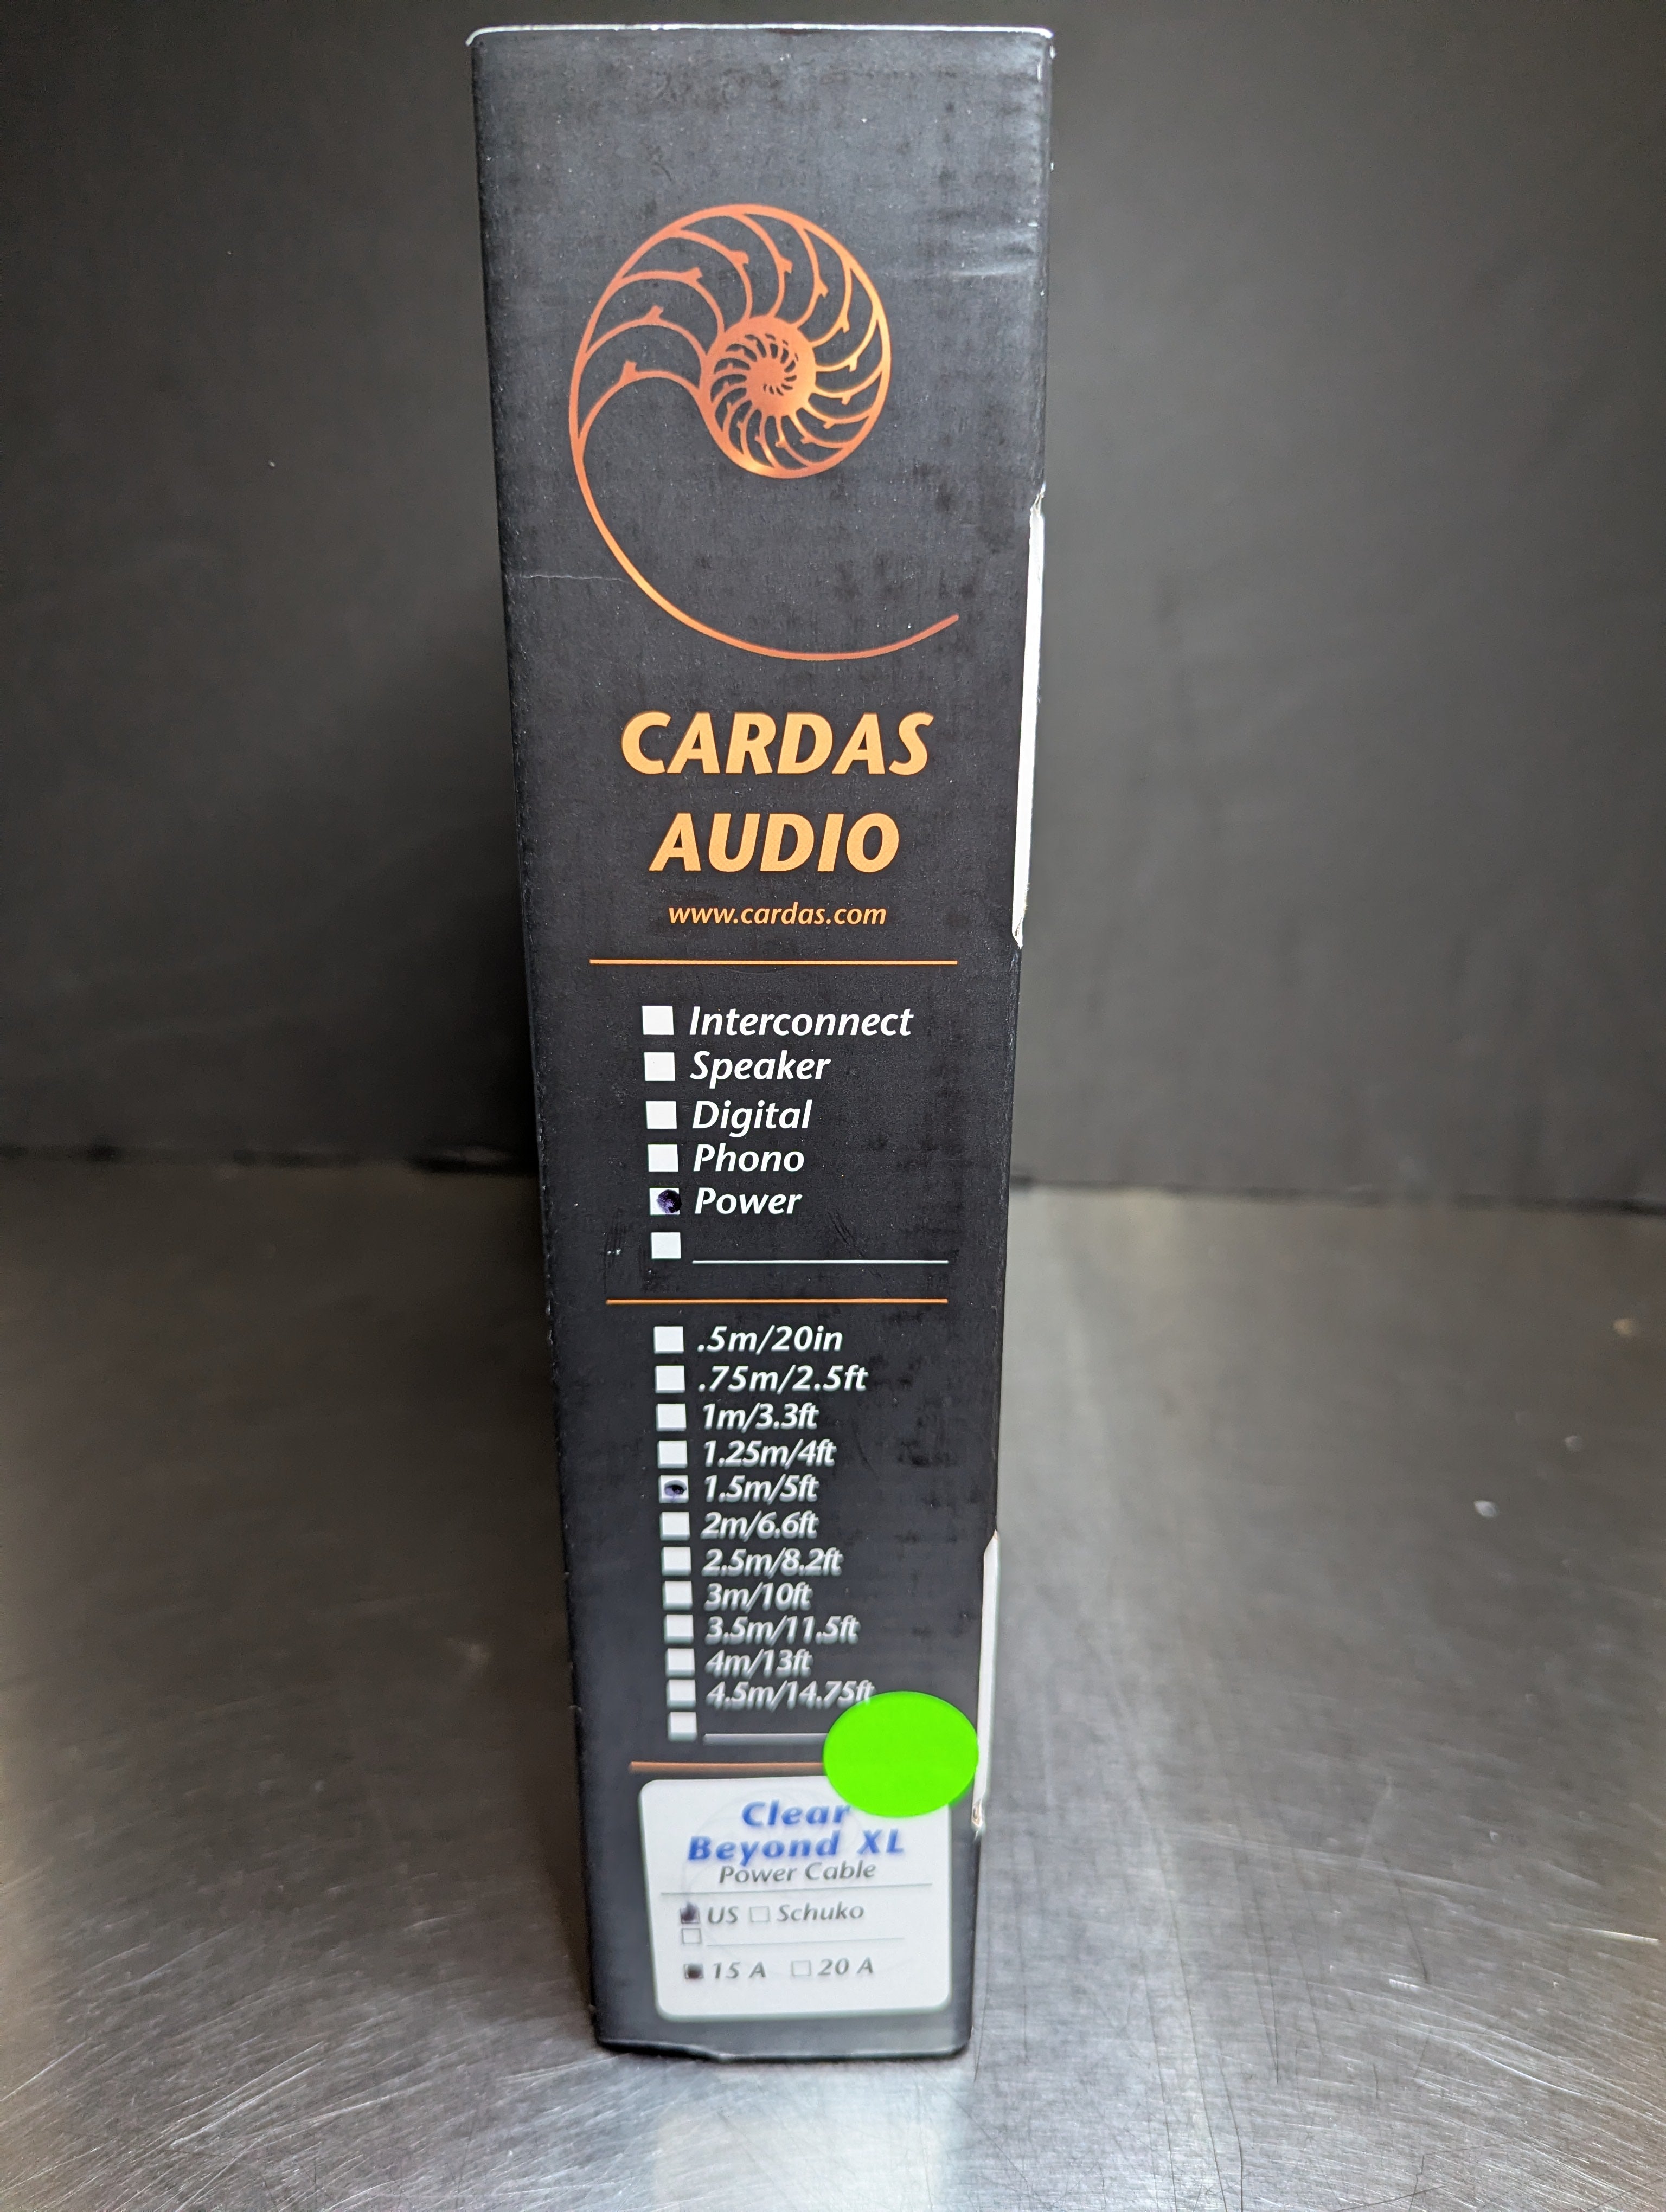 CARDAS
AUDIO
www.cardas.com
Interconnect
Speaker
Digital
Phono
Power
.5m/20in
.75m/2.5ft
1m/3.3ft
1.25m/4ft
1.5m/5ft
2m/6.6ft
2.5m/8.2ft
3m/10ft
3.5m/11.5ft
4m/13ft
4.5m/14.75ft
Clear
Beyond XL
Power Cable
US Schuko
15 A 20 A